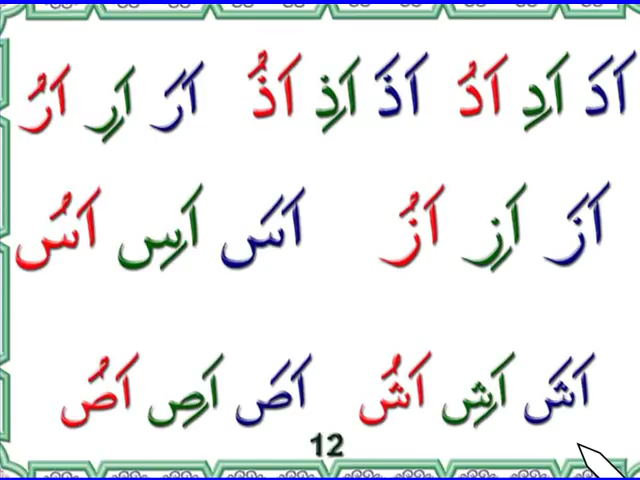 اَدَ اَدِ اَدُ اَذَ اَذِ اَذُ اَرَ اَرِ اَرُ
اَزَ اَزِ اَزُ اَسَ اَسِ اَسُ
اَشَ اَشِ اَشُ اَصَ اَصِ اَصُ
12